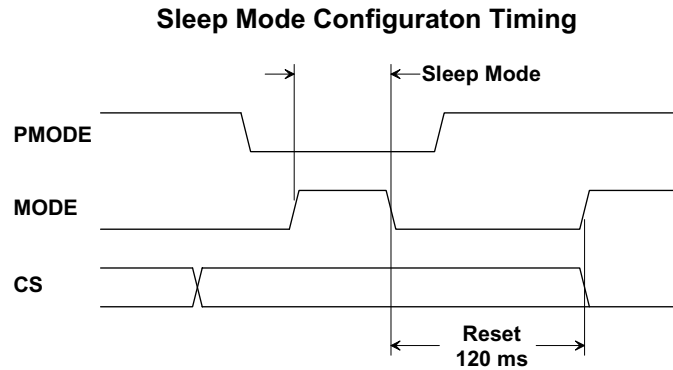 Sleep Mode Configuraton Timing
Sleep Mode
PMODE
MODE
CS
Reset
120 ms